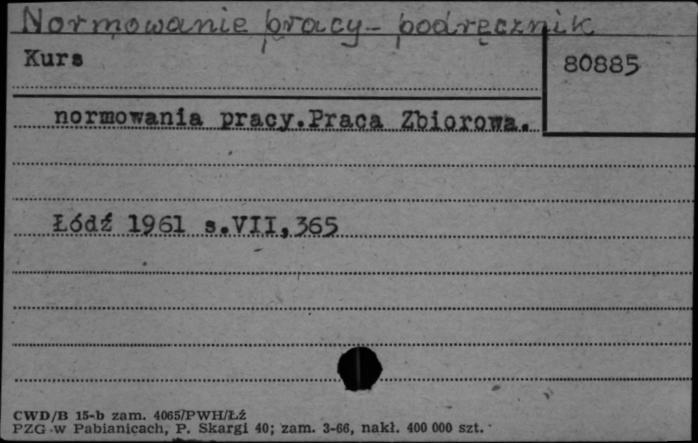 Normowanie pracy - podręcznik
Kurs
80885
normowania pracy.Praca Zbiorowa.
Łódź 1961 s.VII,365
CWD/B 15-b zam. 4065/PWH/Łź
PZG w Pabianicach, P. Skargi 40; zam. 3-66, nakł. 400 000 szt.